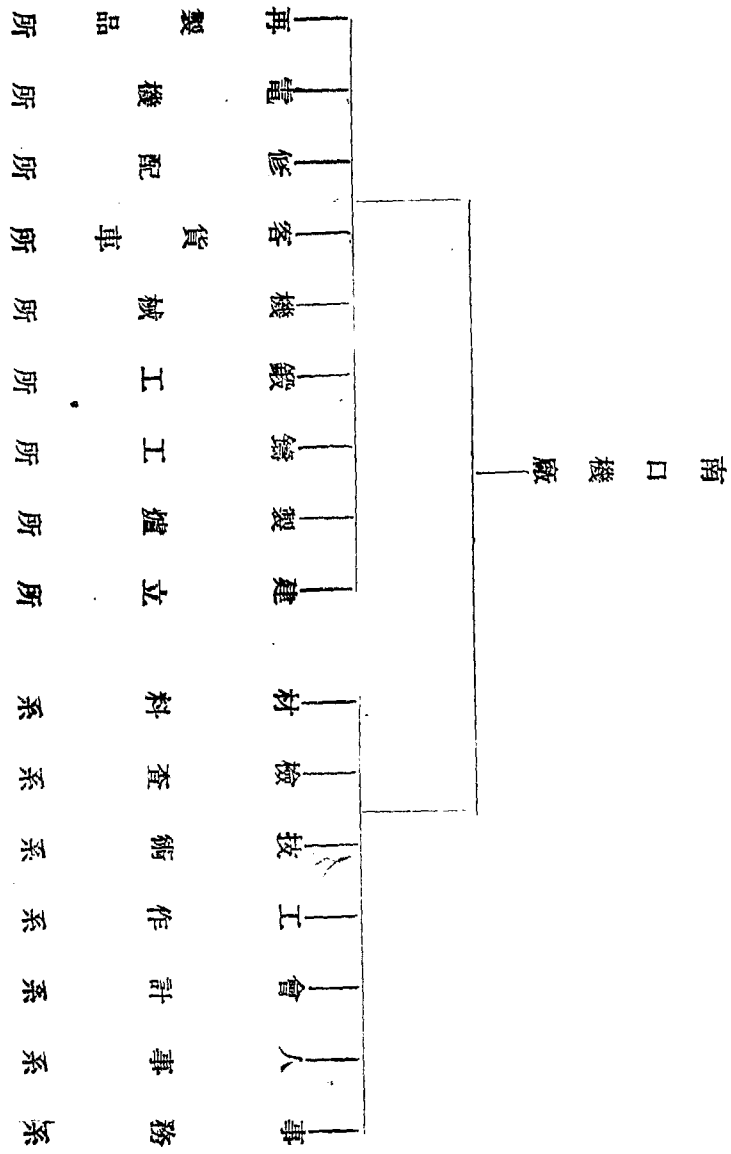 南口機廠
事務系
人事系
會計系
工作系
技術系
檢查系
材料系
建立所
製爐所
鑄工所
鍛工所
機械所
客貨車所
修配所
電機所
再製品所